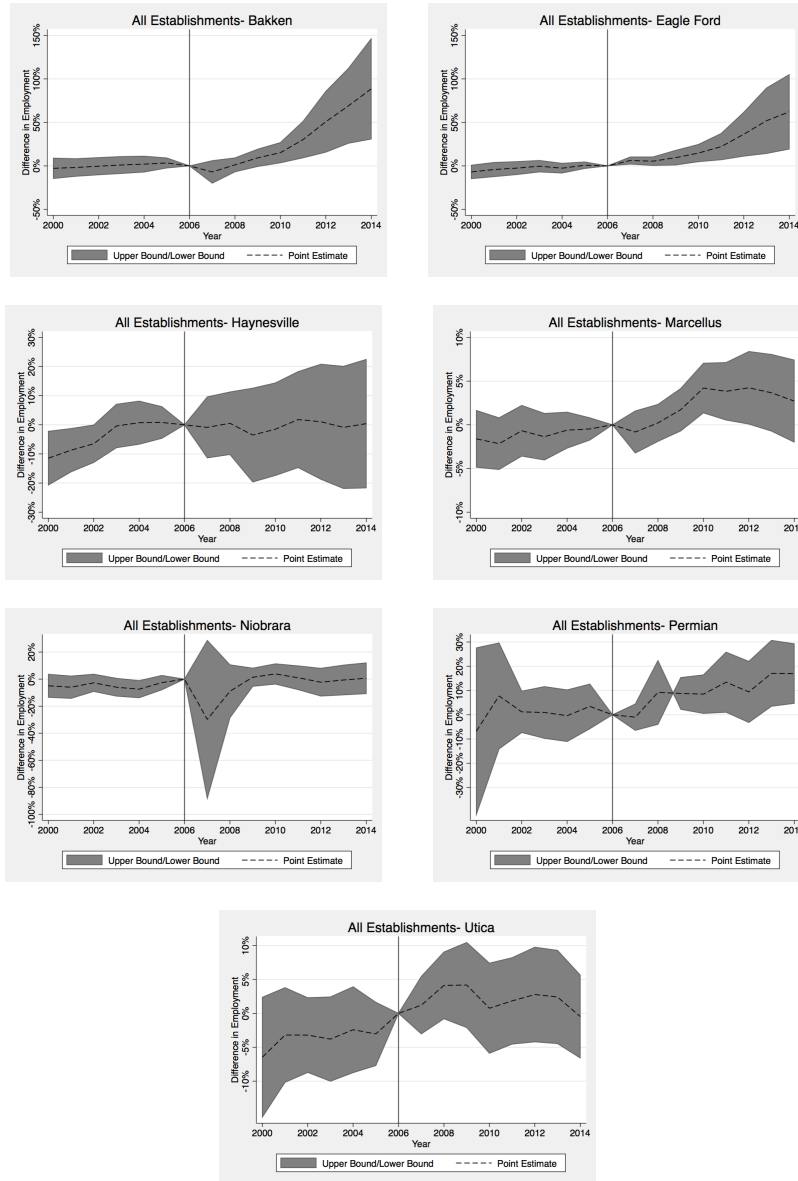 All Establishments- Bakken
Difference in Employment
150%
100%
50%
0%
-50%
2000 2002 2004 2006 2008 2010 2012 2014
Year
Upper Bound/Lower Bound Point Estimate
All Establishments- Eagle Ford
Difference in Employment
150%
100%
50%
0%
-50%
2000 2002 2004 2006 2008 2010 2012 2014
Year
Upper Bound/Lower Bound Point Estimate
All Establishments- Haynesville
Difference in Employment
30%
20%
10%
0%
-10%
-20%
-30%
2000 2002 2004 2006 2008 2010 2012 2014
Year
Upper Bound/Lower Bound Point Estimate
All Establishments- Marcellus
Difference in Employment
10%
5%
0%
-5%
-10%
2000 2002 2004 2006 2008 2010 2012 201
Year
Upper Bound/Lower Bound Point Estimate
All Establishments- Niobrara
Difference in Employment
20%
0%
-20%
-40%
-60%
-80%
-100%
2000 2002 2004 2006 2008 2010 2012 2014
Year
Upper Bound/Lower Bound Point Estimate
All Establishments- Permian
Difference in Employment
30%
20%
10%
0%
-10%
-20%
-30%
2000 2002 2004 2006 2008 2010 2012 201
Year
Upper Bound/Lower Bound Point Estimate
All Establishments- Utica
Difference in Employment
10%
5%
0%
-5%
-10%
2000 2002 2004 2006 2008 2010 2012 2014
Year
Upper Bound/Lower Bound Point Estimate